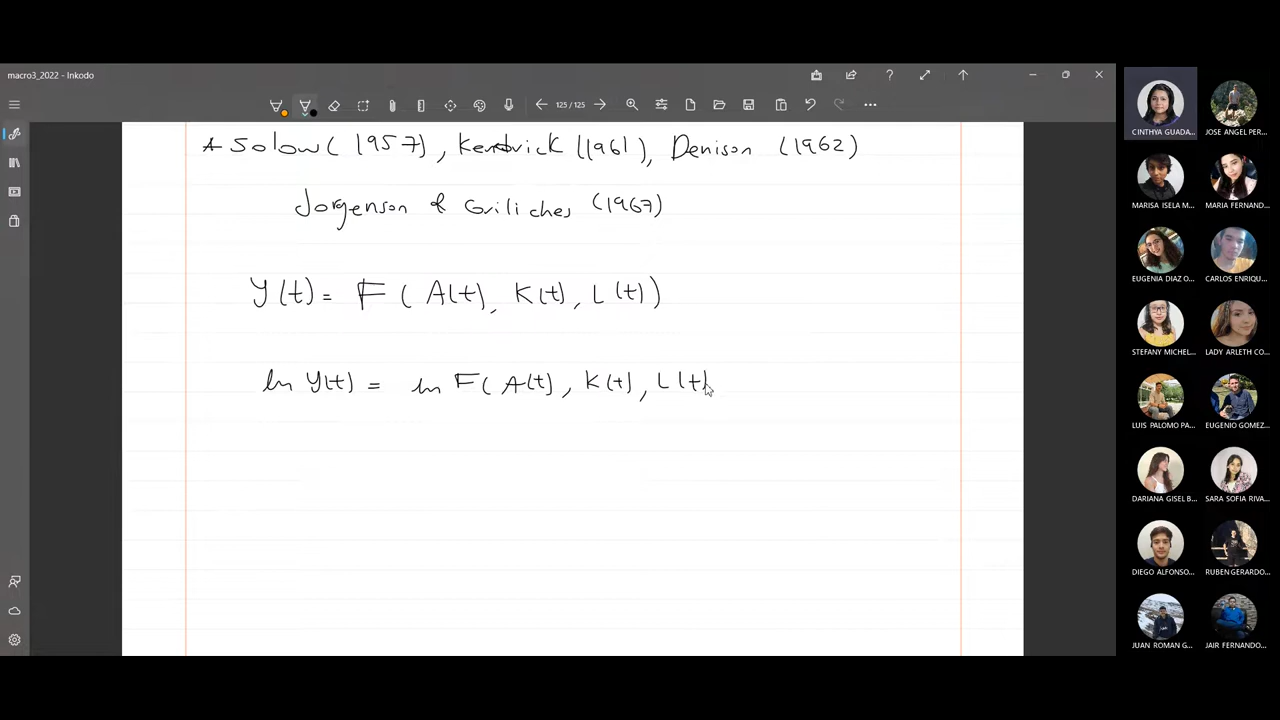 macro3_2022 - Inkodo
125 / 125
Solow (1957), Kendrick (1961), Denison (1962)
Jorgenson & Griliches (1967)
Y(t) = F ( A(t), K(t), L(t) )
ln Y(t) = ln F( A(t), K(t), L(t)
CINTHYA GUADA...
JOSE ANGEL PER...
MARISA ISELA M...
MARIA FERNAND...
EUGENIA DIAZ O...
CARLOS ENRIQU...
STEFANY MICHEL...
LADY ARLETH CO...
LUIS PALOMO PA...
EUGENIO GOMEZ...
DARIANA GISEL B...
SARA SOFIA RIVA...
DIEGO ALFONSO...
RUBEN GERARDO...
JUAN ROMAN G...
JAIR FERNANDO...